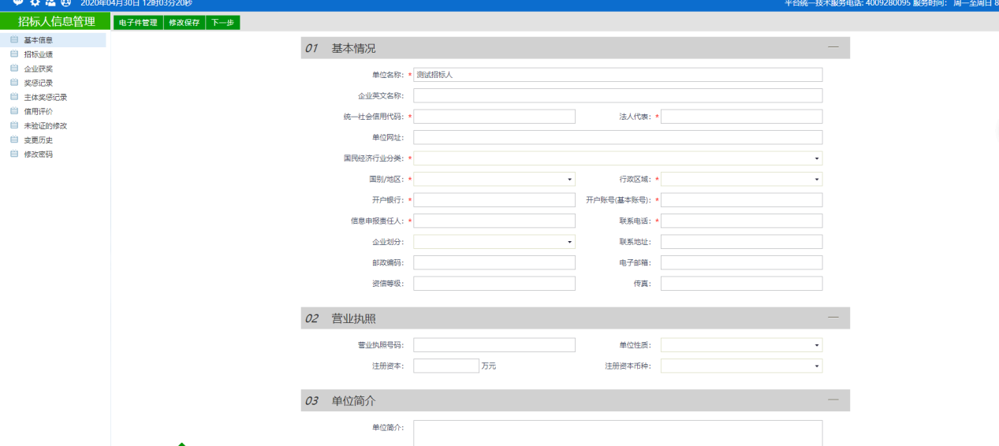 2020年04月30日 12时03分20秒
平台统一技术服务电话: 4009280095 服务时间： 周一至周日 8
招标人信息管理
电子件管理 修改保存 下一步
基本信息
招标业绩
企业获奖
奖惩记录
主体奖惩记录
信用评价
未验证的修改
变更历史
修改密码
01 基本情况
单位名称: * 测试招标人
企业英文名称:
统一社会信用代码: * 法人代表: *
单位网址:
国民经济行业分类: *
国别/地区: * 行政区域: *
开户银行: * 开户账号(基本账号): *
信息申报责任人: * 联系电话: *
企业划分: 联系地址:
邮政编码: 电子邮箱:
资信等级: 传真:
02 营业执照
营业执照号码: 单位性质:
注册资本: 万元 注册资本币种:
03 单位简介
单位简介: